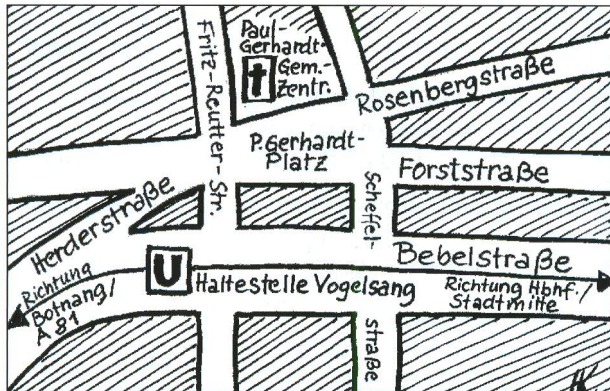 Paul-
Gerhardt-
Gem.-
Zentr.
Fritz-Reutter-Str.
Rosenbergstraße
P.Gerhardt-
Platz
Forststraße
Herderstraße
Scheffel-
straße
Bebelstraße
U
Haltestelle Vogelsang
Richtung
Botnang/
A 81
Richtung Hbhf./
Stadtmitte